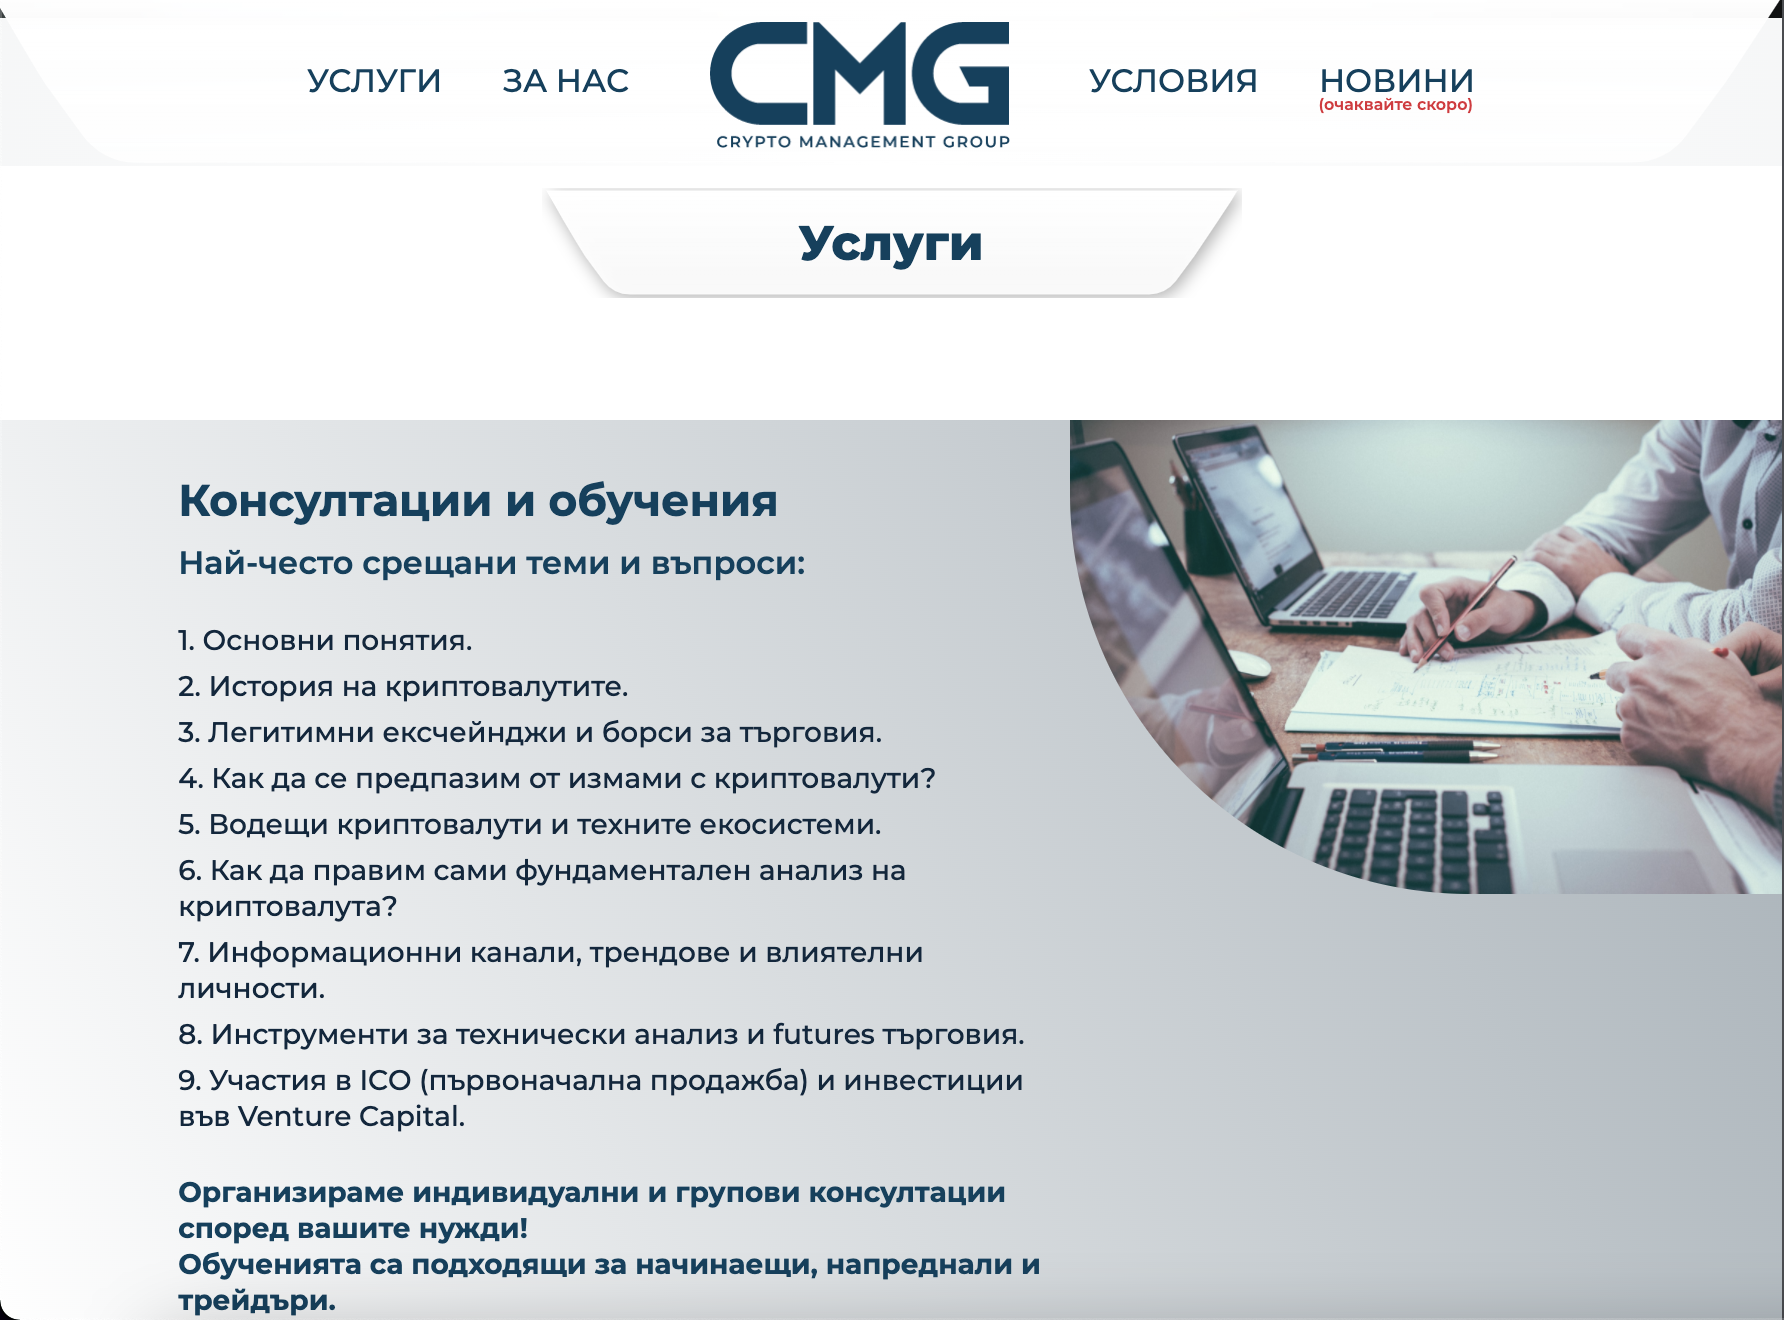 УСЛУГИ
ЗА НАС
CMG
CRYPTO MANAGEMENT GROUP
УСЛОВИЯ
НОВИНИ
(очаквайте скоро)
Услуги
Консултации и обучения
Най-често срещани теми и въпроси:
1. Основни понятия.
2. История на криптовалутите.
3. Легитимни ексчейнджи и борси за търговия.
4. Как да се предпазим от измами с криптовалути?
5. Водещи криптовалути и техните екосистеми.
6. Как да правим сами фундаментален анализ на
криптовалута?
7. Информационни канали, трендове и влиятелни
личности.
8. Инструменти за технически анализ и futures търговия.
9. Участия в ICO (първоначална продажба) и инвестиции
във Venture Capital.
Организираме индивидуални и групови консултации
според вашите нужди!
Обученията са подходящи за начинаещи, напреднали и
трейдъри.